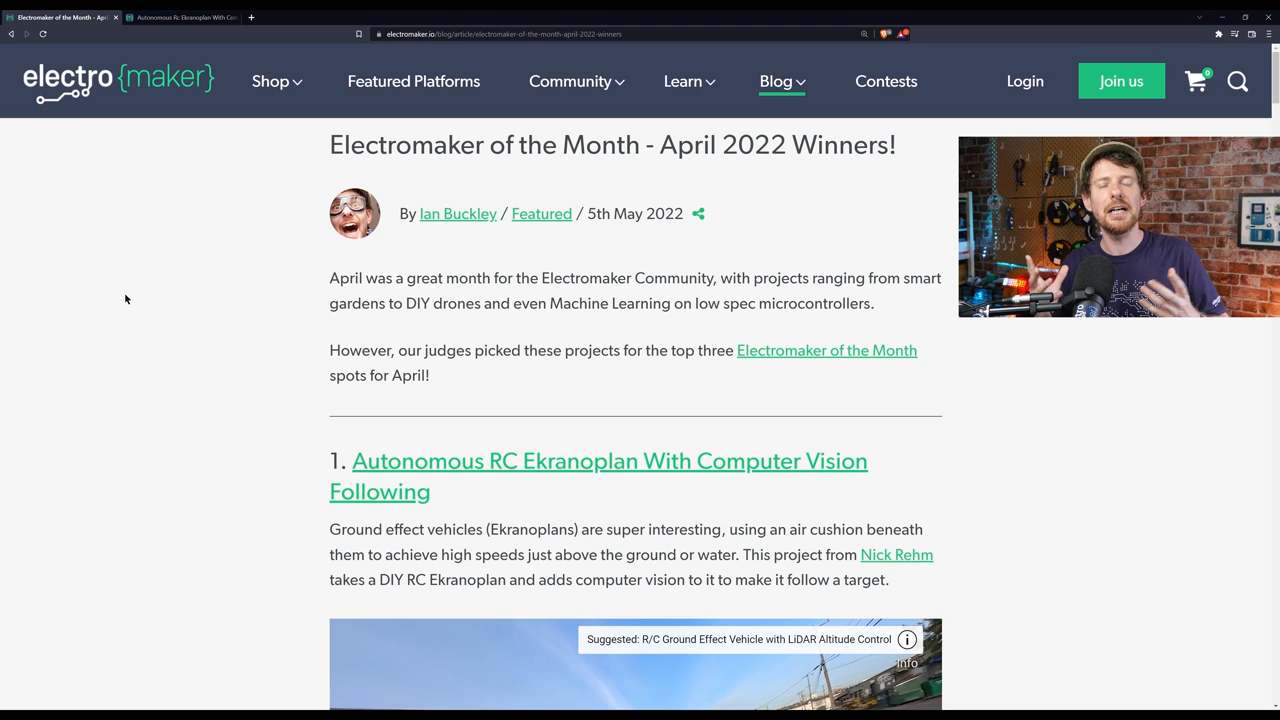 Electromaker of the Month - Apri
Autonomous Rc Ekranoplan With Con
electromaker.io/blog/article/electromaker-of-the-month-april-2022-winners
electro {maker}
Shop
Featured Platforms
Community
Learn
Blog
Contests
Login
Join us
0
Electromaker of the Month - April 2022 Winners!
By Ian Buckley / Featured / 5th May 2022
April was a great month for the Electromaker Community, with projects ranging from smart
gardens to DIY drones and even Machine Learning on low spec microcontrollers.
However, our judges picked these projects for the top three Electromaker of the Month
spots for April!
1. Autonomous RC Ekranoplan With Computer Vision
Following
Ground effect vehicles (Ekranoplans) are super interesting, using an air cushion beneath
them to achieve high speeds just above the ground or water. This project from Nick Rehm
takes a DIY RC Ekranoplan and adds computer vision to it to make it follow a target.
Suggested: R/C Ground Effect Vehicle with LiDAR Altitude Control
Info